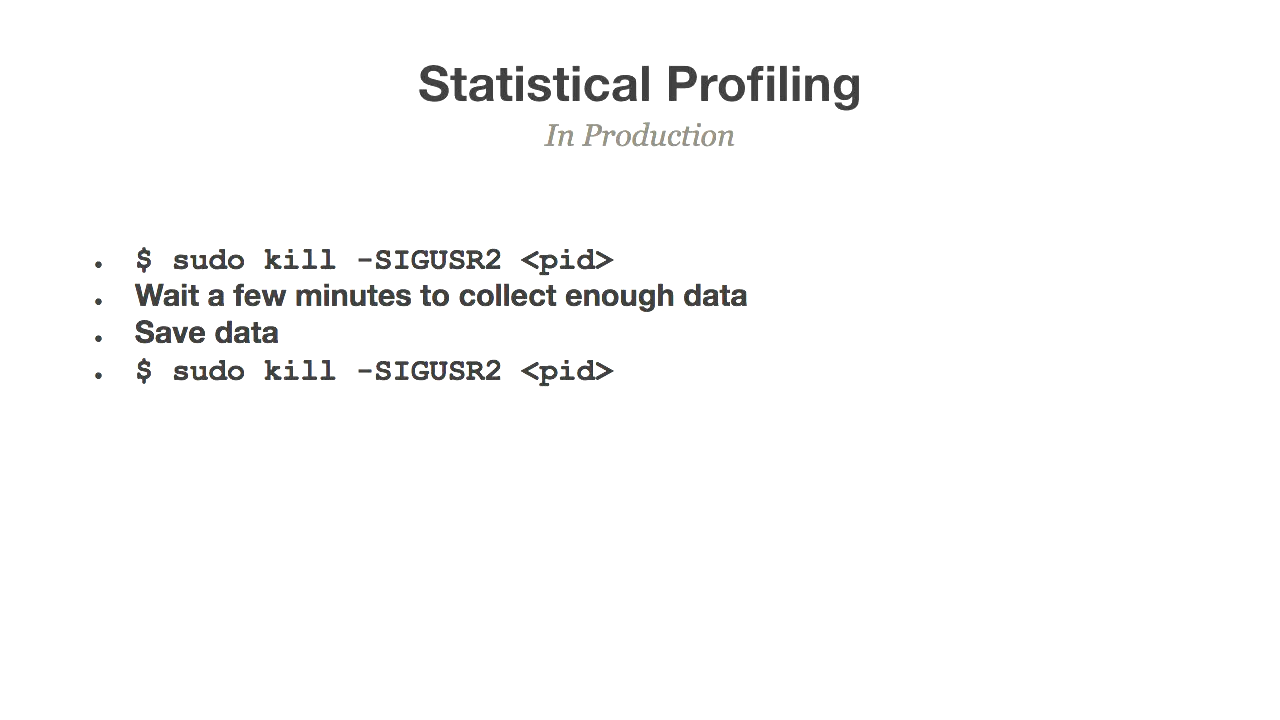 Statistical Profiling
In Production
• $ sudo kill -SIGUSR2 <pid>
• Wait a few minutes to collect enough data
• Save data
• $ sudo kill -SIGUSR2 <pid>